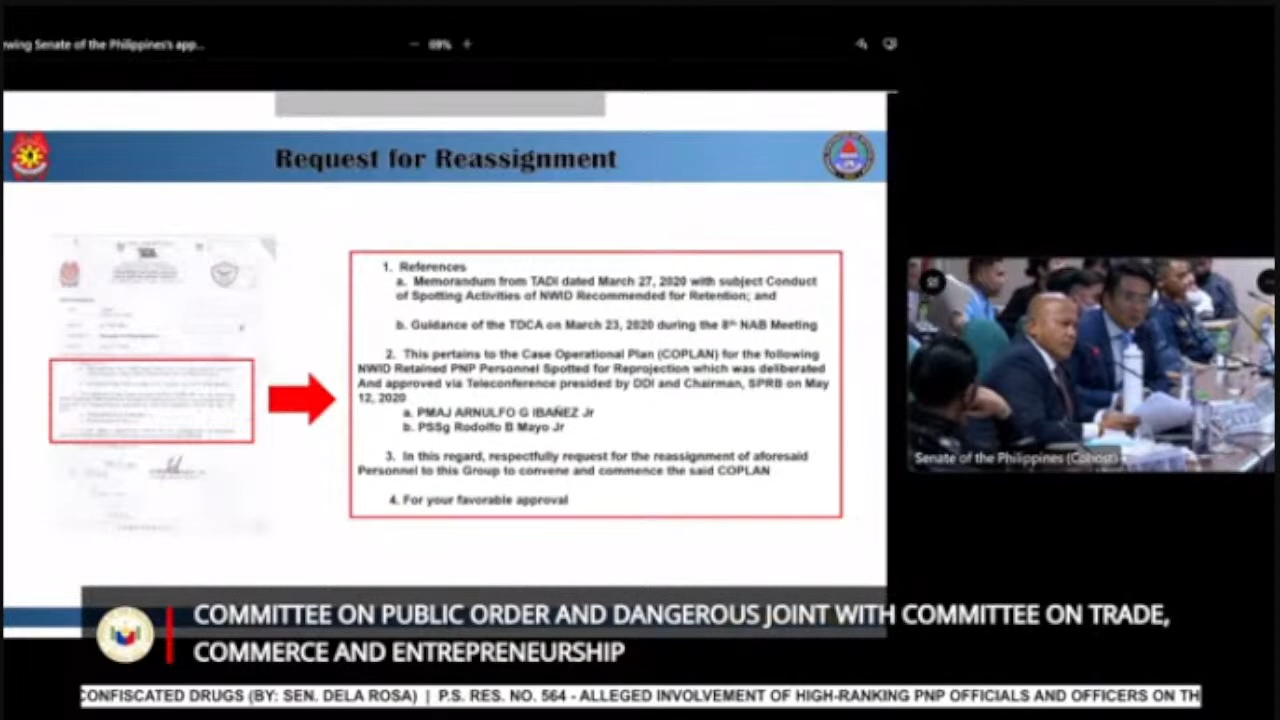 ewing Senate of the Philippines's app...
69%
Request for Reassignment
1. References
a. Memorandum from TADI dated March 27, 2020 with subject Conduct
of Spotting Activities of NWID Recommended for Retention; and
b. Guidance of the TDCA on March 23, 2020 during the 8th NAB Meeting
2. This pertains to the Case Operational Plan (COPLAN) for the following
NWID Retained PNP Personnel Spotted for Reprojection which was deliberated
And approved via Teleconference presided by DDI and Chairman, SPRB on May
12, 2020
a. PMAJ ARNULFO G IBAÑEZ Jr
b. PSSg Rodolfo B Mayo Jr
3. In this regard, respectfully request for the reassignment of aforesaid
Personnel to this Group to convene and commence the said COPLAN
4. For your favorable approval
Senate of the Philippines (Cohost)
COMMITTEE ON PUBLIC ORDER AND DANGEROUS JOINT WITH COMMITTEE ON TRADE,
COMMERCE AND ENTREPRENEURSHIP
CONFISCATED DRUGS (BY: SEN. DELA ROSA) | P.S. RES. NO. 564 - ALLEGED INVOLVEMENT OF HIGH-RANKING PNP OFFICIALS AND OFFICERS ON TH